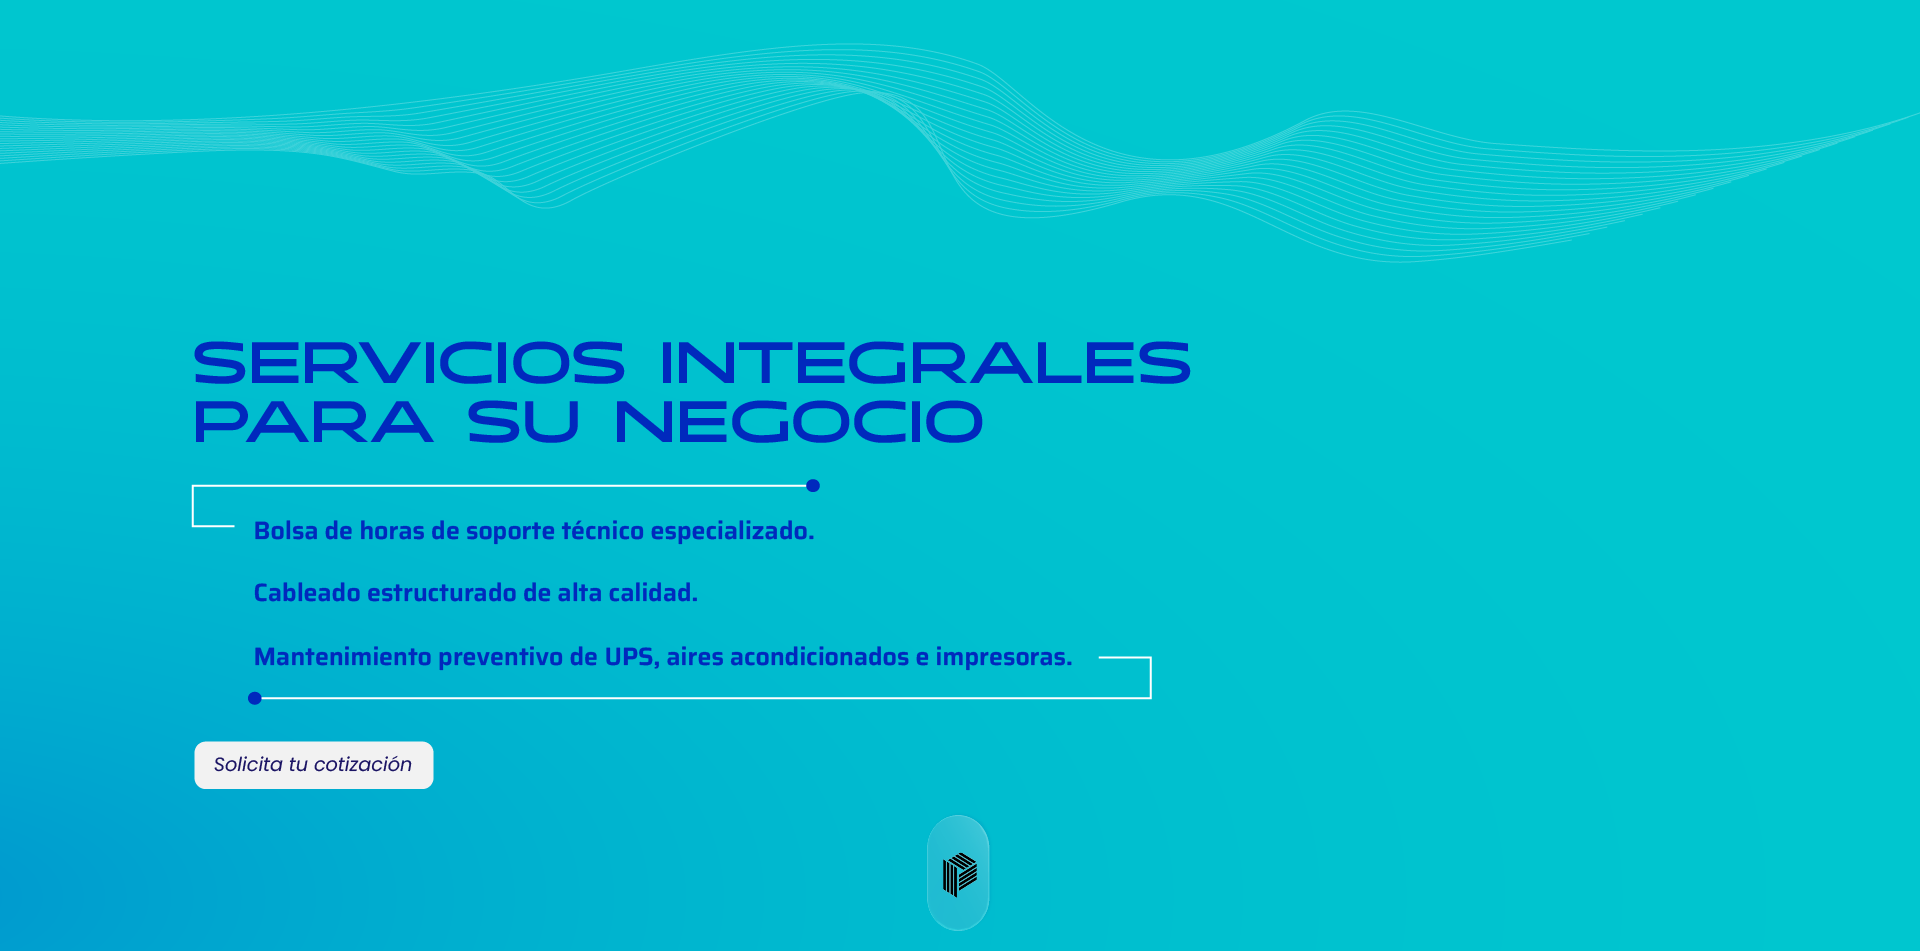 SERVICIOS INTEGRALES
PARA SU NEGOCIO
Bolsa de horas de soporte técnico especializado.
Cableado estructurado de alta calidad.
Mantenimiento preventivo de UPS, aires acondicionados e impresoras.
Solicita tu cotización